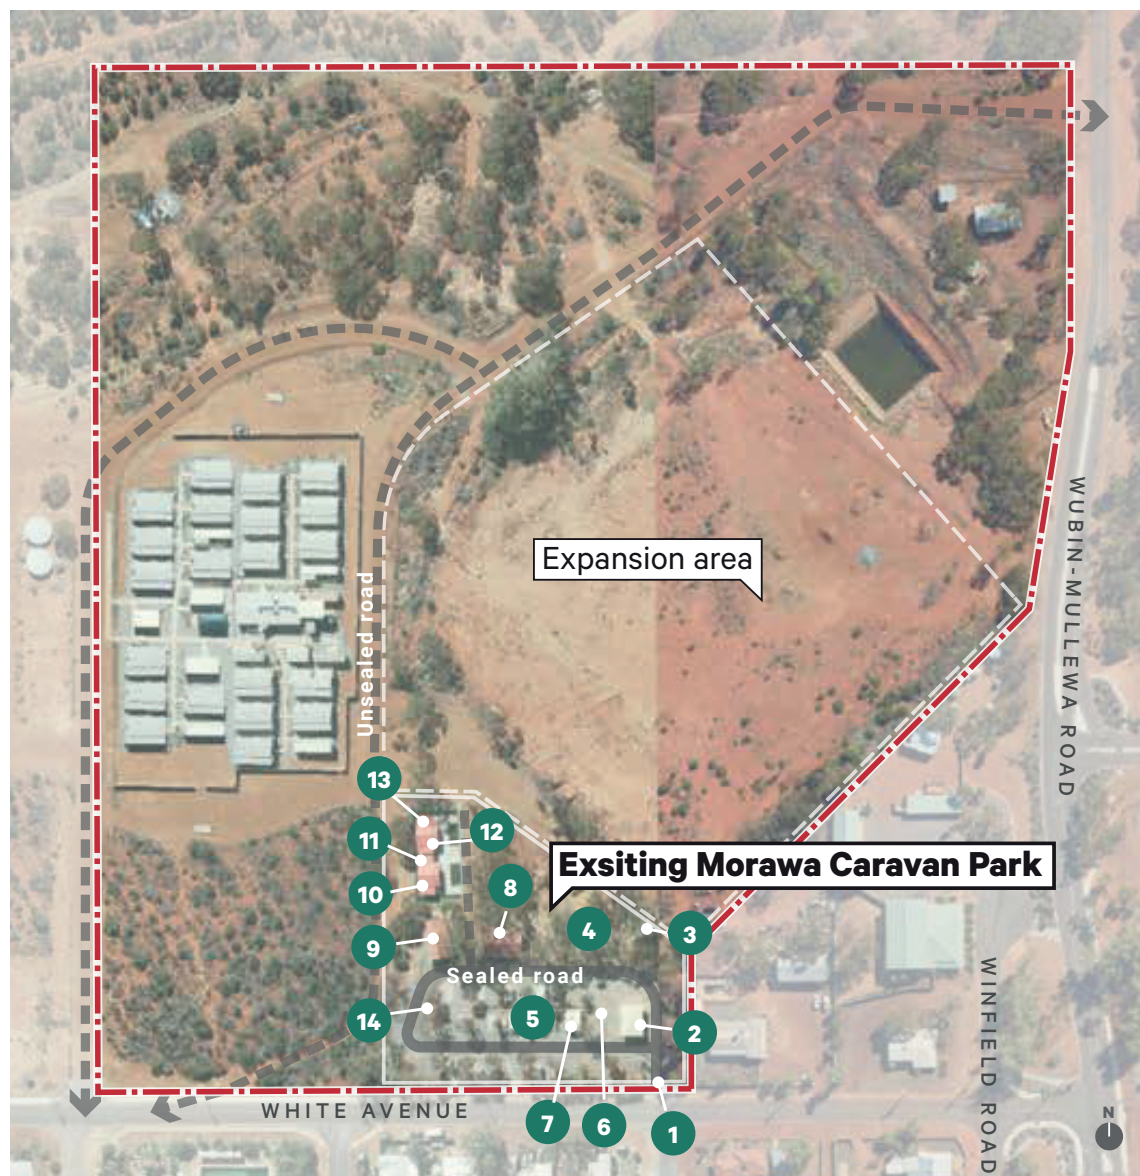 Expansion area
WUBIN-MULLEWA ROAD
Unsealed road
13
12
11
Exsiting Morawa Caravan Park
10
8
4
3
9
Sealed road
14
5
2
WINFIELD ROAD
WHITE AVENUE
7
6
1
N